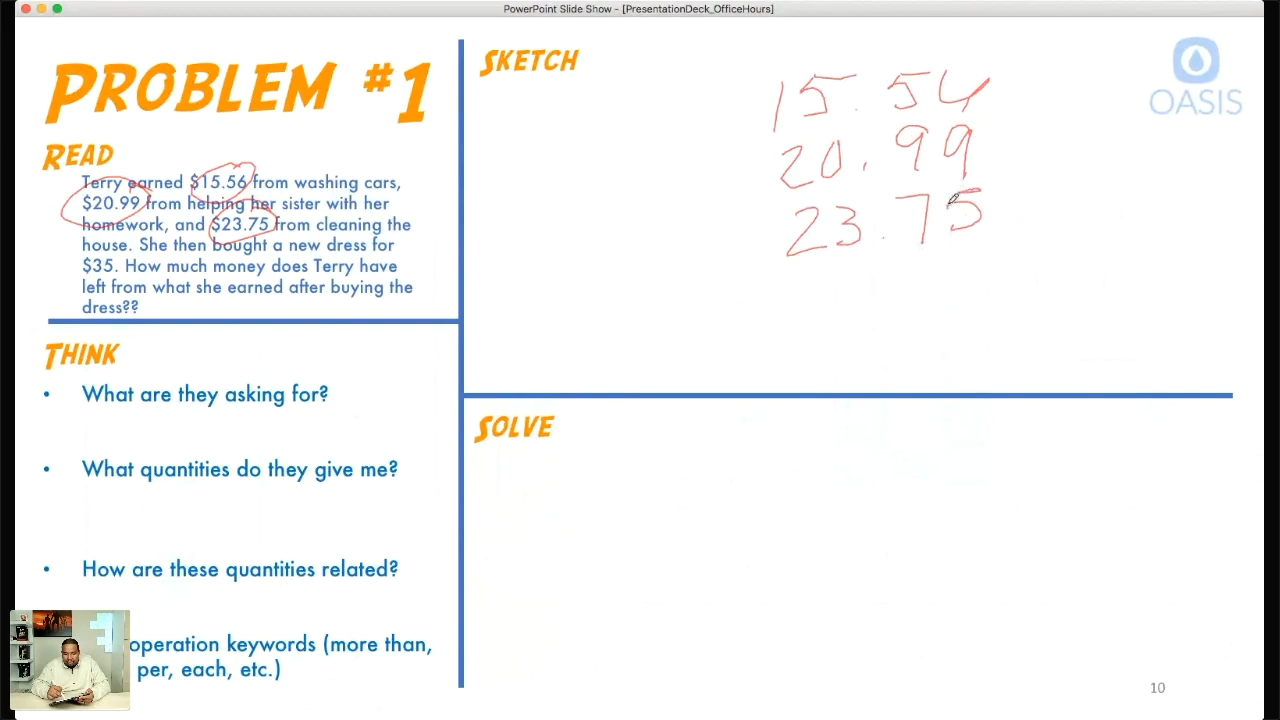 PowerPoint Slide Show - [PresentationDeck_OfficeHours]
PROBLEM #1
READ
Terry earned $15.56 from washing cars,
$20.99 from helping her sister with her
homework, and $23.75 from cleaning the
house. She then bought a new dress for
$35. How much money does Terry have
left from what she earned after buying the
dress??
THINK
• What are they asking for?
• What quantities do they give me?
• How are these quantities related?
operation keywords (more than,
per, each, etc.)
SKETCH
15.54
20.99
23.75
OASIS
SOLVE
10